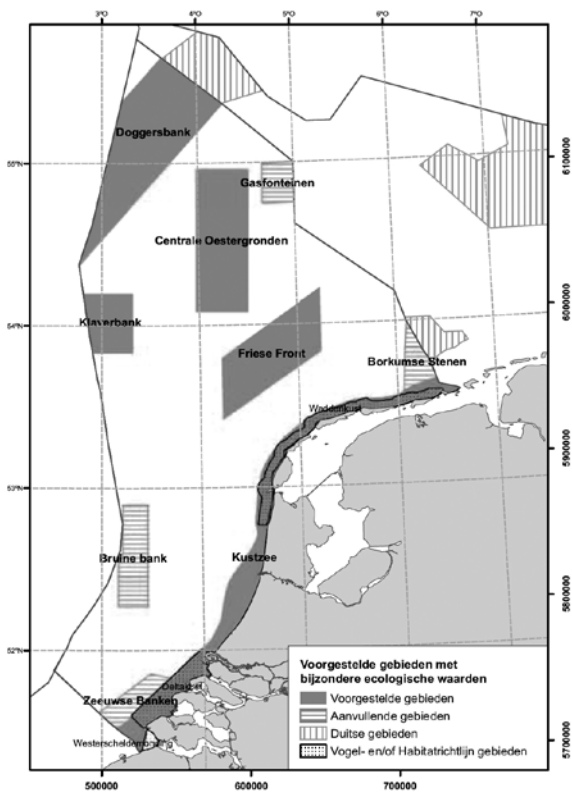 3°O 4°O 5°O 6°O 7°O
Doggersbank
55°N
6100000
Gasfonteinen
Centrale Oestergronden
6000000
Klaverbank
54°N
Friese Front
Borkumse Stenen
Waddenkust
5900000
53°N
Bruine bank
Kustzee
5800000
52°N
Zeeuwse Banken
Westerscheldemonding
5700000
Voorgestelde gebieden met
bijzondere ecologische waarden
Voorgestelde gebieden
Aanvullende gebieden
Duitse gebieden
Vogel- en/of Habitatrichtlijn gebieden
500000 600000 700000